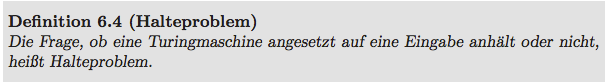 Definition 6.4 (Halteproblem)
Die Frage, ob eine Turingmaschine angesetzt auf eine Eingabe anhält oder nicht,
heißt Halteproblem.